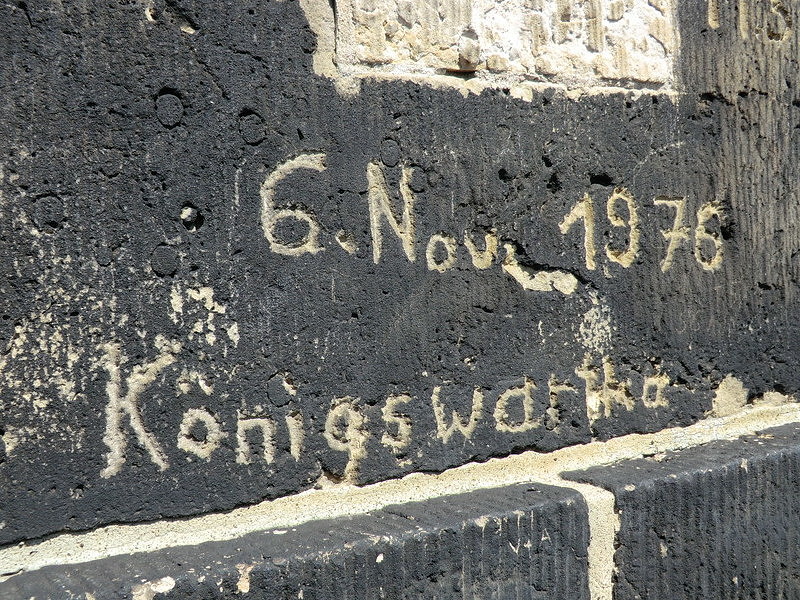 6. Nov. 1976
Königswartha
V+A